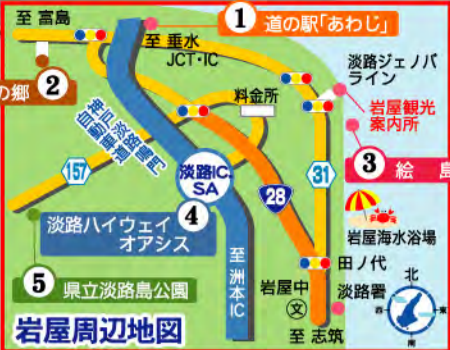 至 富島
1
道の駅「あわじ」
至 垂水
JCT・IC
の郷
2
淡路ジェノバ
ライン
岩屋観光
案内所
料金所
神戸淡路鳴門
自動車道
3
絵島
157
淡路IC.
SA
31
28
4
淡路ハイウェイ
オアシス
岩屋海水浴場
至 洲本IC
田ノ代
5
県立淡路島公園
岩屋中
文
淡路署
北
西
東
南
岩屋周辺地図
至 志筑